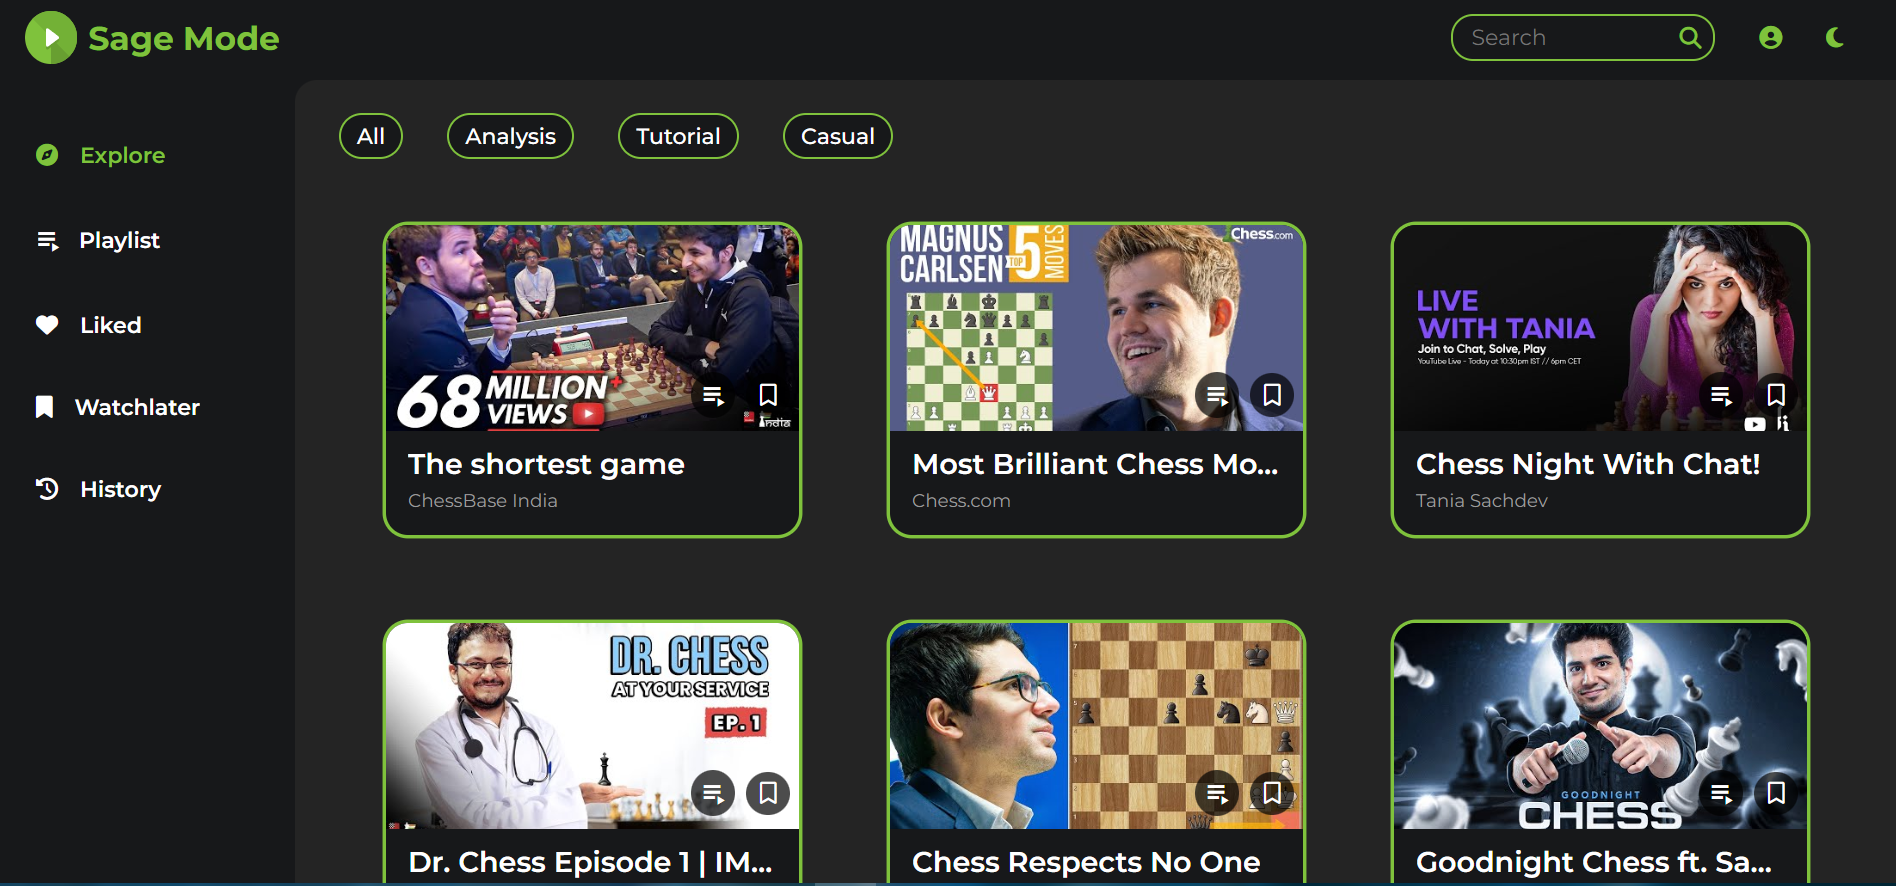 Sage Mode
Search
Explore
Playlist
Liked
Watchlater
History
All
Analysis
Tutorial
Casual
68 MILLION+
VIEWS
India
The shortest game
ChessBase India
MAGNUS
CARLSEN
TOP 5 MOVES
Chess.com
Most Brilliant Chess Mo...
Chess.com
LIVE
WITH TANIA
Join to Chat, Solve, Play
YouTube Live - Today at 10:30pm IST // 6pm CET
Chess Night With Chat!
Tania Sachdev
DR. CHESS
AT YOUR SERVICE
EP. 1
Dr. Chess Episode 1 | IM...
Chess Respects No One
GOODNIGHT
CHESS
Goodnight Chess ft. Sa...